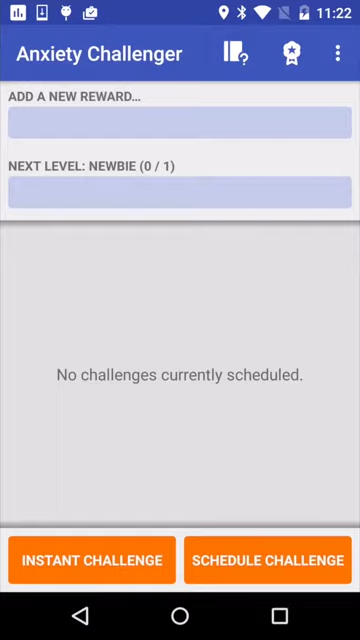 11:22
Anxiety Challenger
ADD A NEW REWARD...
NEXT LEVEL: NEWBIE (0 / 1)
No challenges currently scheduled.
INSTANT CHALLENGE
SCHEDULE CHALLENGE